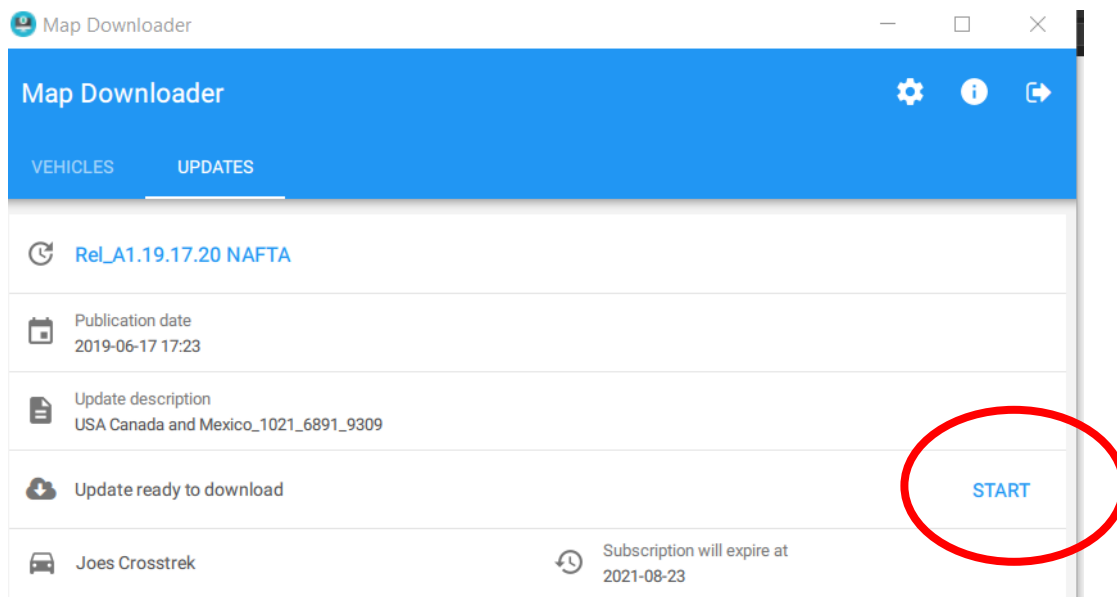 Map Downloader
Map Downloader
VEHICLES UPDATES
Rel_A1.19.17.20 NAFTA
Publication date
2019-06-17 17:23
Update description
USA Canada and Mexico_1021_6891_9309
Update ready to download START
Joes Crosstrek
Subscription will expire at
2021-08-23